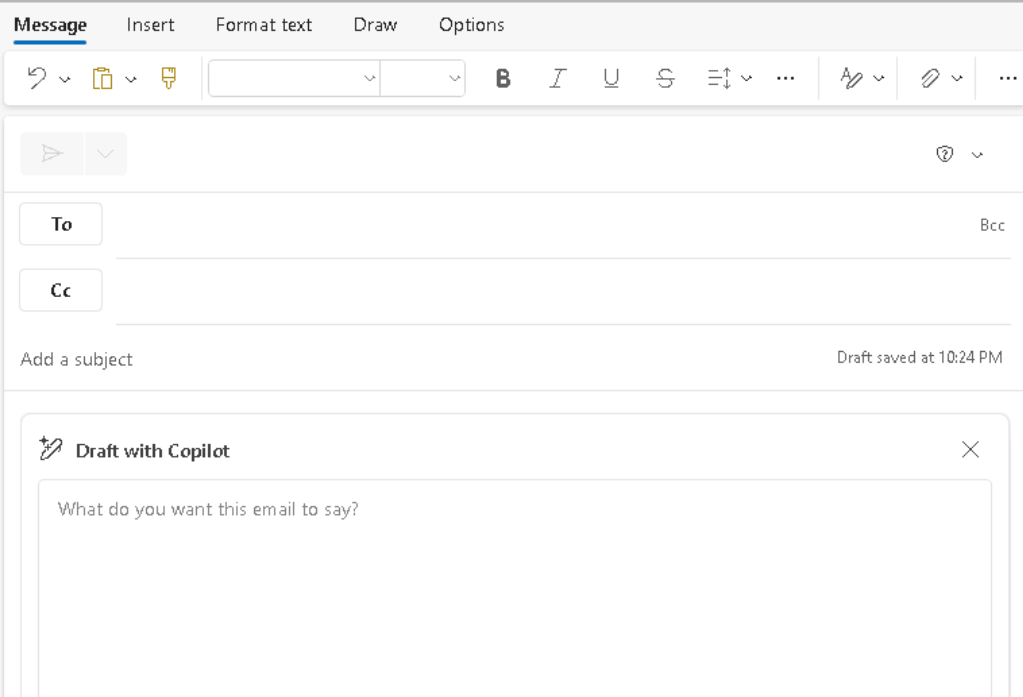 Message Insert Format text Draw Options
B I U S
To Bcc
Cc
Add a subject Draft saved at 10:24 PM
Draft with Copilot
What do you want this email to say?